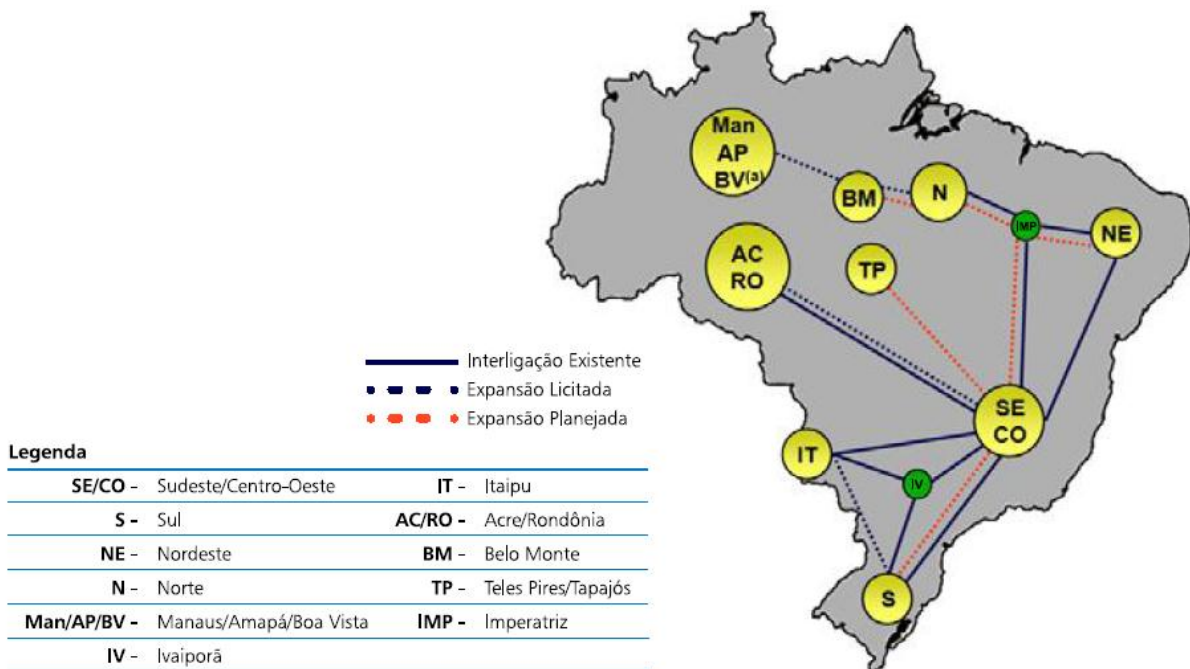 Man
AP
BV(a)
BM
N
IMP
NE
AC
RO
TP
SE
CO
IT
IV
S
Interligação Existente
Expansão Licitada
Expansão Planejada
Legenda
SE/CO - Sudeste/Centro-Oeste IT - Itaipu
S - Sul AC/RO - Acre/Rondônia
NE - Nordeste BM - Belo Monte
N - Norte TP - Teles Pires/Tapajós
Man/AP/BV - Manaus/Amapá/Boa Vista IMP - Imperatriz
IV - Ivaiporã